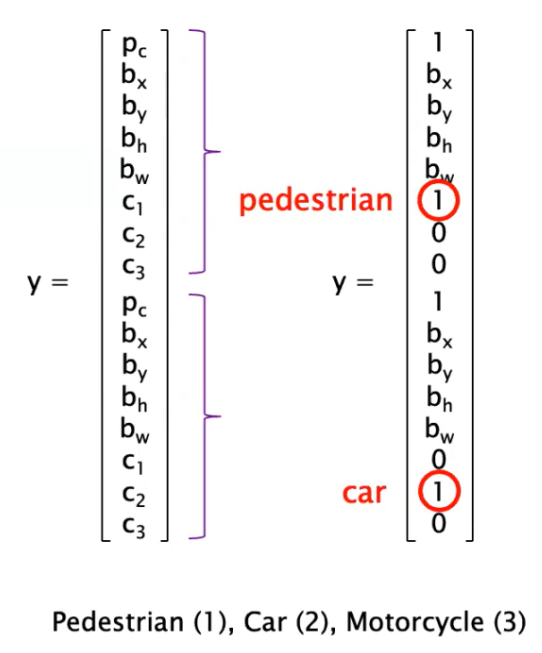 y =
p_c
b_x
b_y
b_h
b_w
c_1
c_2
c_3
p_c
b_x
b_y
b_h
b_w
c_1
c_2
c_3
y =
1
b_x
b_y
b_h
b_w
pedestrian 1
0
0
1
b_x
b_y
b_h
b_w
0
car 1
0
Pedestrian (1), Car (2), Motorcycle (3)